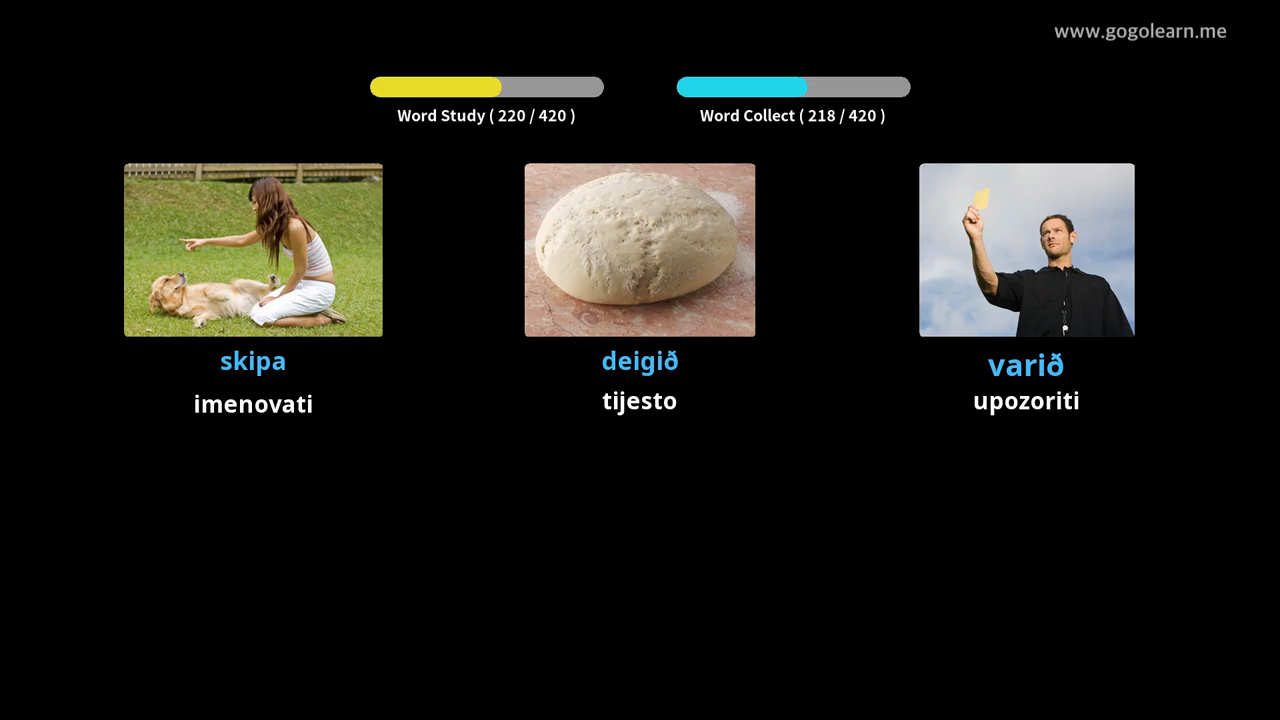 www.gogolearn.me
Word Study ( 220 / 420 )
Word Collect ( 218 / 420 )
skipa
deigið
varið
imenovati
tijesto
upozoriti